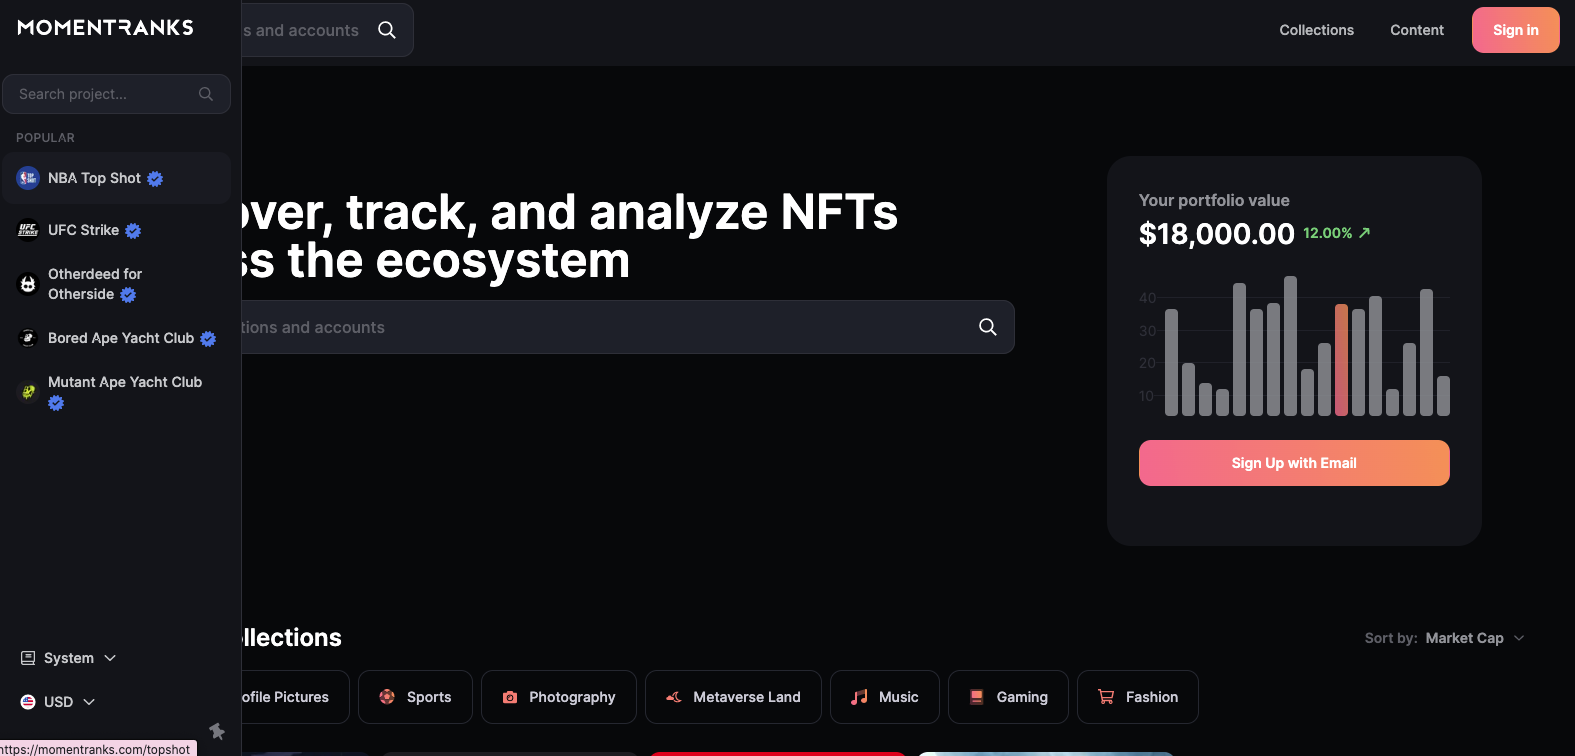 MOMENTRANKS
s and accounts
Collections
Content
Sign in
Search project...
POPULAR
NBA Top Shot
UFC Strike
Otherdeed for
Otherside
Bored Ape Yacht Club
Mutant Ape Yacht Club
over, track, and analyze NFTs
ss the ecosystem
tions and accounts
Your portfolio value
$18,000.00 12.00%
40
30
20
10
Sign Up with Email
ollections
Sort by: Market Cap
ofile Pictures
Sports
Photography
Metaverse Land
Music
Gaming
Fashion
System
USD
https://momentranks.com/topshot